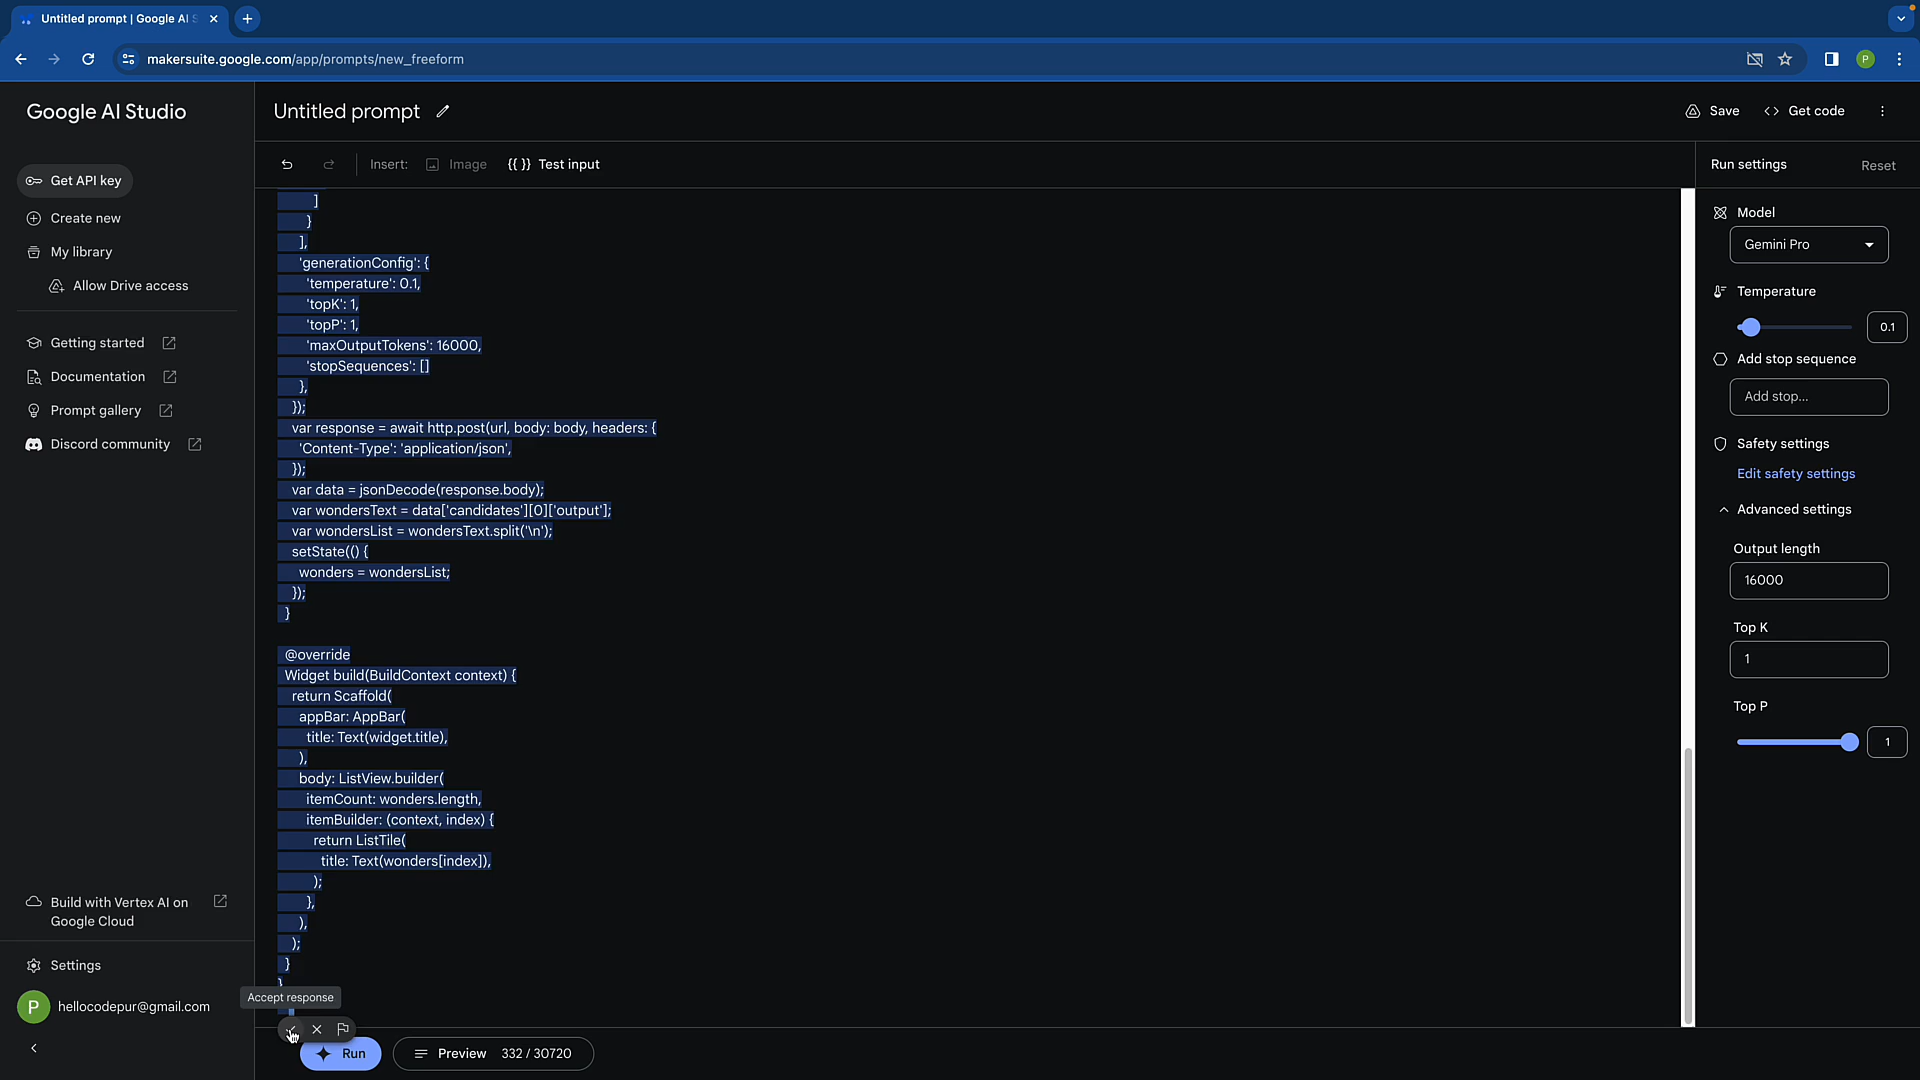 Untitled prompt | Google AI S
makersuite.google.com/app/prompts/new_freeform
P
Google AI Studio
Untitled prompt
Save
Get code
Get API key
Create new
My library
Allow Drive access
Getting started
Documentation
Prompt gallery
Discord community
Build with Vertex AI on
Google Cloud
Settings
P
hellocodepur@gmail.com
Insert:
Image
{{ }} Test input
]
}
],
'generationConfig': {
'temperature': 0.1,
'topK': 1,
'topP': 1,
'maxOutputTokens': 16000,
'stopSequences': []
},
});
var response = await http.post(url, body: body, headers: {
'Content-Type': 'application/json',
});
var data = jsonDecode(response.body);
var wondersText = data['candidates'][0]['output'];
var wondersList = wondersText.split('\n');
setState(() {
wonders = wondersList;
});
}
@override
Widget build(BuildContext context) {
return Scaffold(
appBar: AppBar(
title: Text(widget.title),
),
body: ListView.builder(
itemCount: wonders.length,
itemBuilder: (context, index) {
return ListTile(
title: Text(wonders[index]),
);
},
),
);
}
}
Accept response
Run
Preview 332 / 30720
Run settings
Reset
Model
Gemini Pro
Temperature
0.1
Add stop sequence
Add stop...
Safety settings
Edit safety settings
Advanced settings
Output length
16000
Top K
1
Top P
1